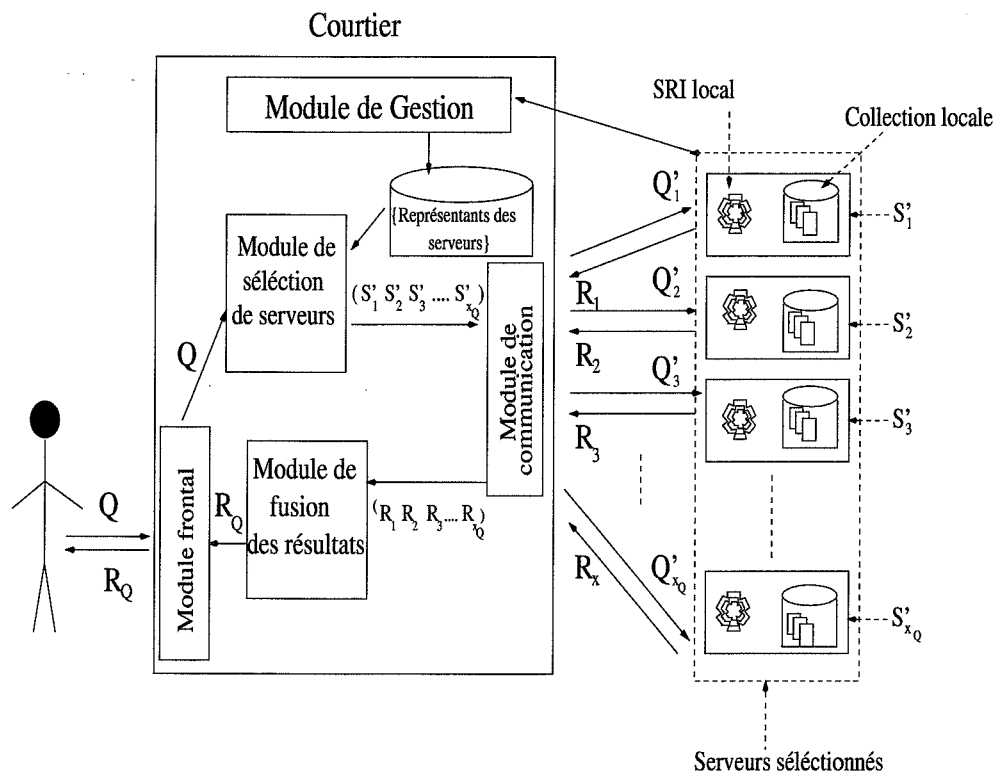 Courtier
Module de Gestion
SRI local
Collection locale
{Représentants des
serveurs}
Module de
séléction
de serveurs
(S'1 S'2 S'3 .... S'xQ)
Module de
communication
Q
Q'1
R1
Q'2
R2
Q'3
R3
Rx
Q'xQ
S'1
S'2
S'3
S'xQ
Module de
fusion
des résultats
(R1 R2 R3.... RxQ)
RQ
Module frontal
Q
RQ
Serveurs séléctionnés